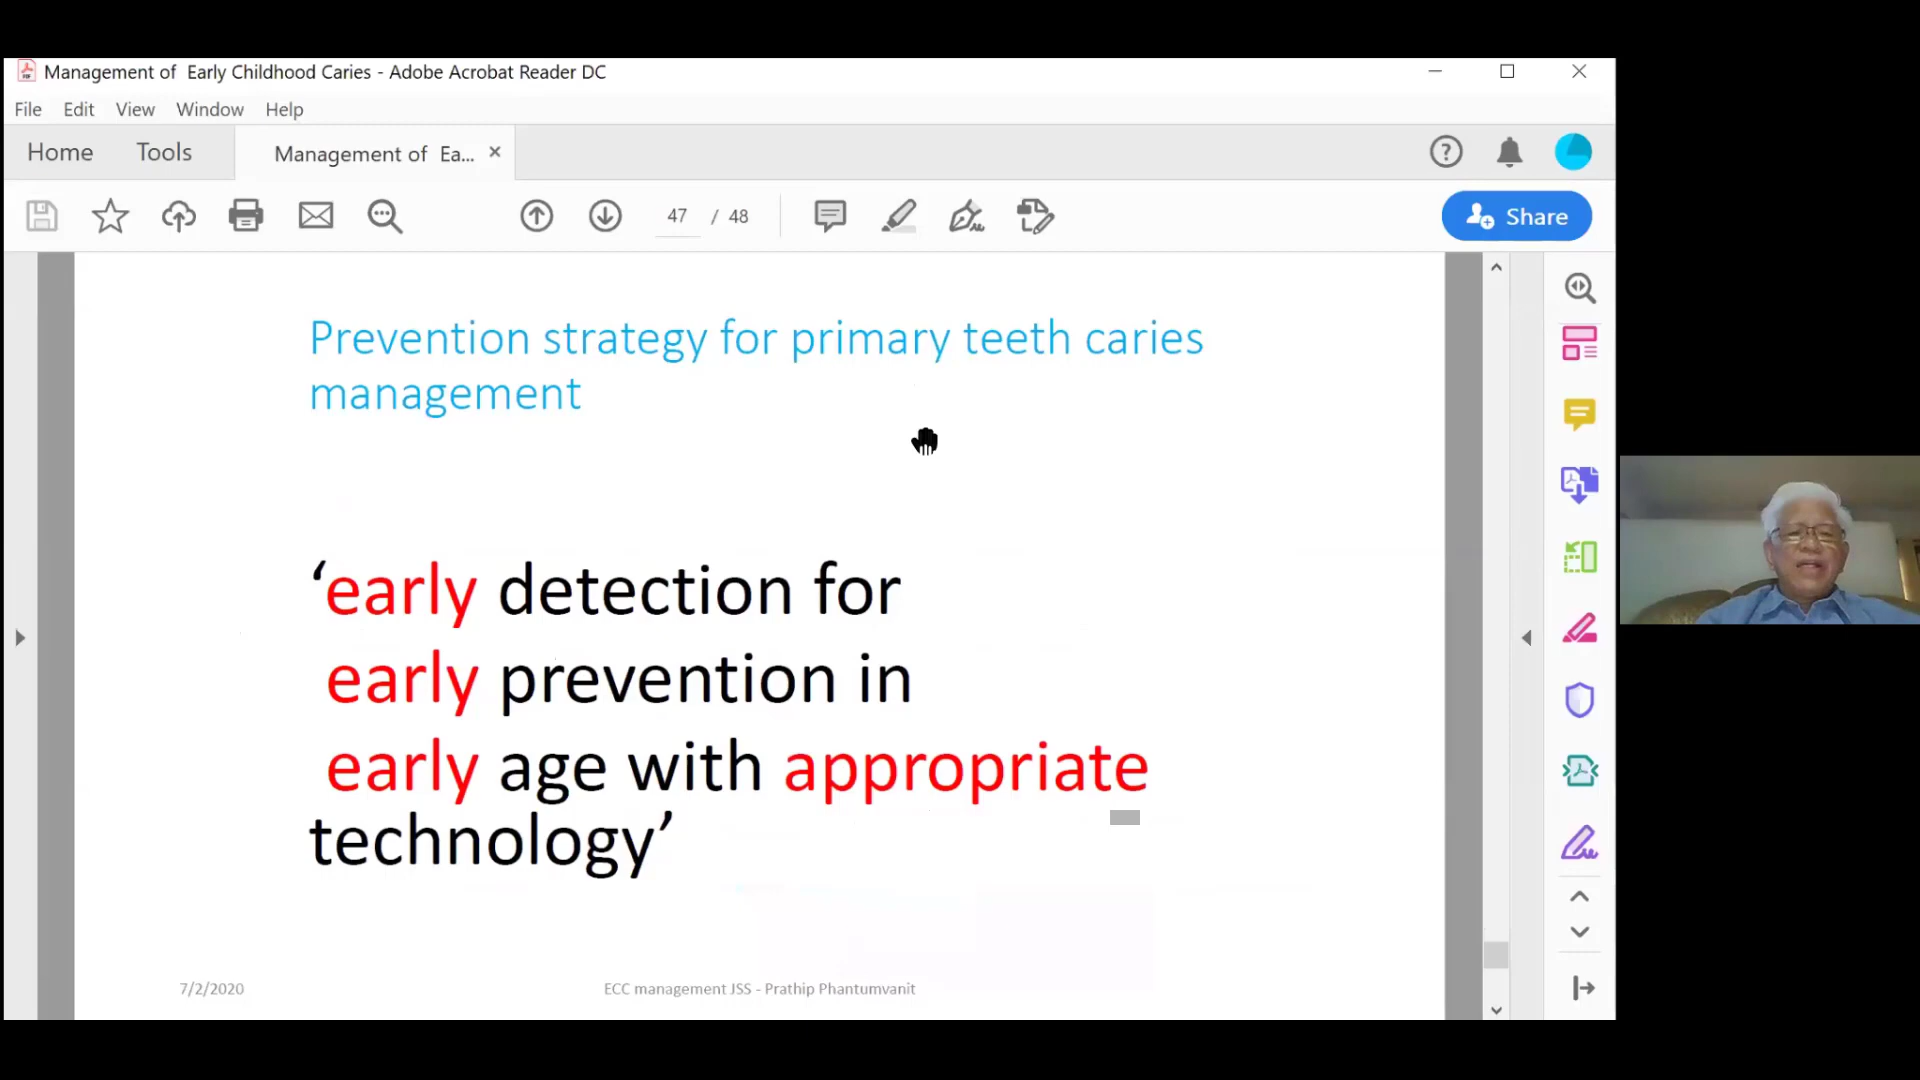 Management of  Early Childhood Caries - Adobe Acrobat Reader DC
File Edit View Window Help
Home Tools Management of  Ea...
47 / 48
Share
Prevention strategy for primary teeth caries
management
‘early detection for
early prevention in
early age with appropriate
technology’
7/2/2020 ECC management JSS - Prathip Phantumvanit